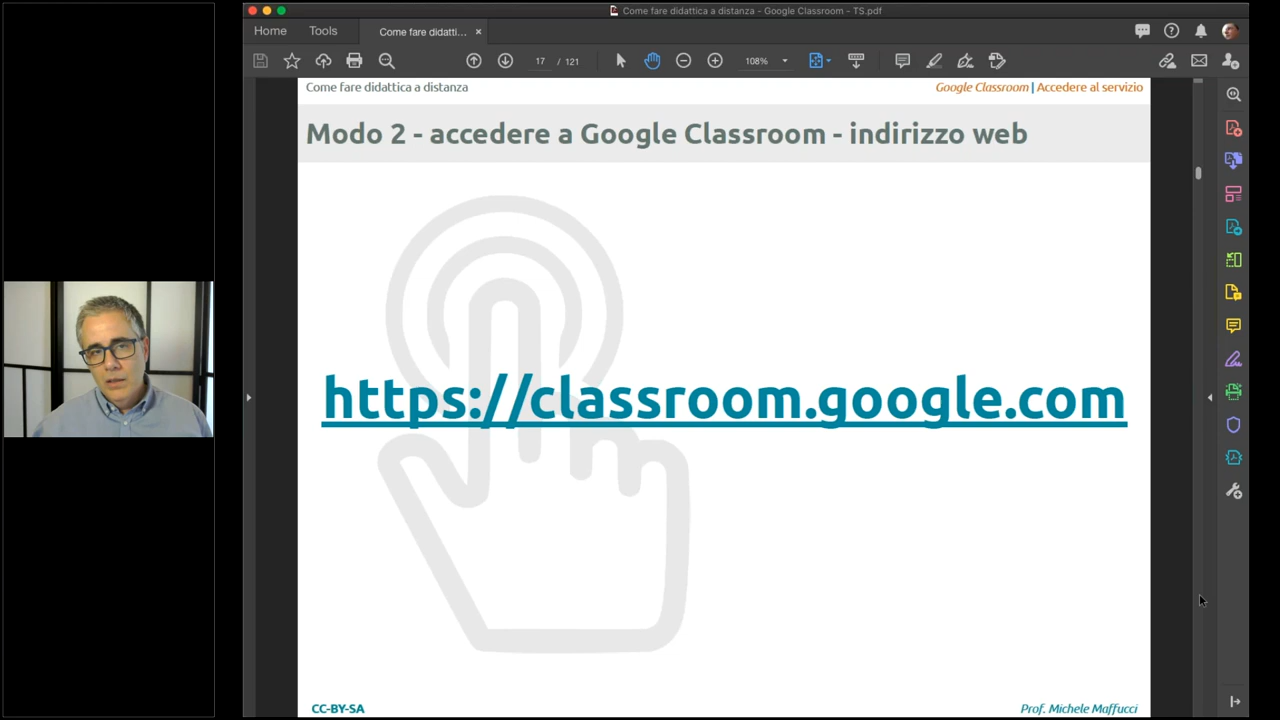 Come fare didattica a distanza - Google Classroom - TS.pdf
Home Tools Come fare didatti... ×
17 / 121 108%
Come fare didattica a distanza Google Classroom | Accedere al servizio
Modo 2 - accedere a Google Classroom - indirizzo web
https://classroom.google.com
CC-BY-SA Prof. Michele Maffucci